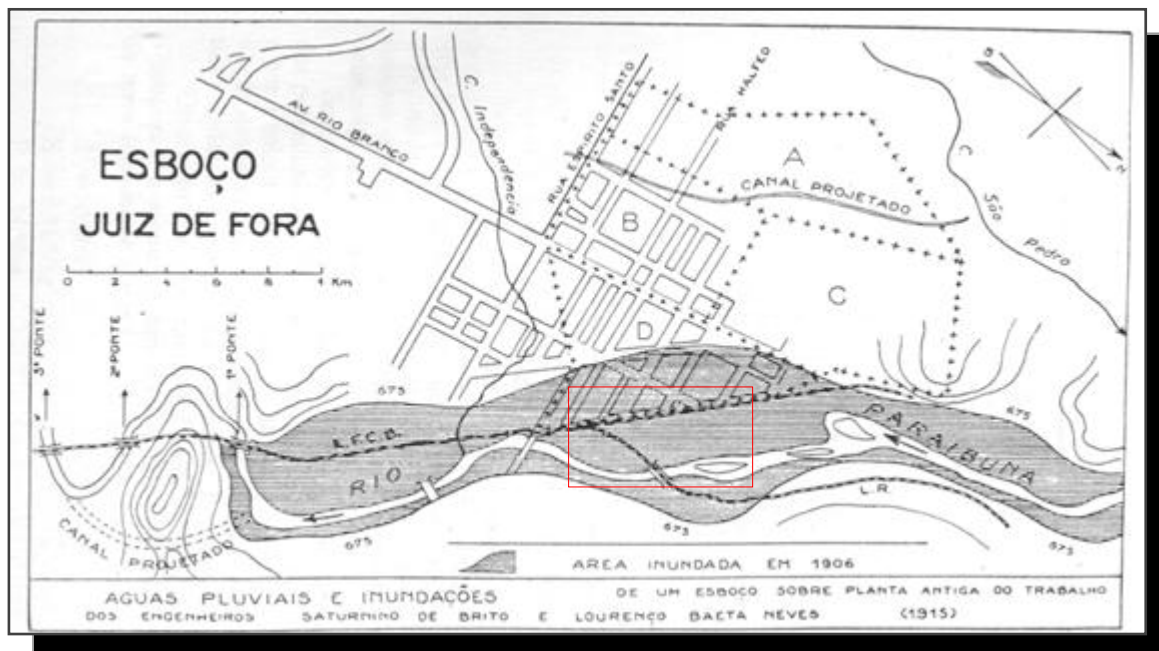 ESBOÇO
JUIZ DE FORA
0 2 4 6 8 1 Km
AV. RIO BRANCO
C. Independencia
RUA ESPIRITO SANTO
RUA HALFED
A
CANAL PROJETADO
B
C
D
C. São Pedro
N
3ª PONTE
2ª PONTE
1ª PONTE
675
675
E.F.C.B.
RIO
PARAIBUNA
L.R.
675
675
675
CANAL PROJETADO
AREA INUNDADA EM 1906
AGUAS PLUVIAIS E INUNDAÇÕES DE UM ESBOÇO SOBRE PLANTA ANTIGA DO TRABALHO
DOS ENGENHEIROS SATURNINO DE BRITO E LOURENÇO BAETA NEVES (1915)